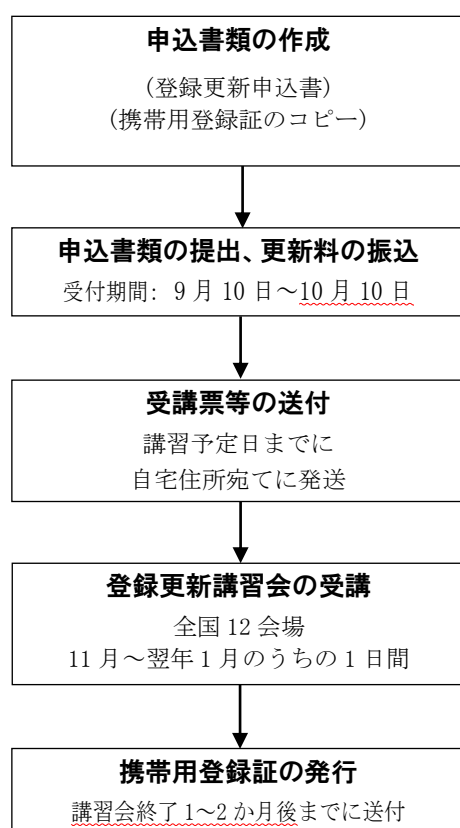 申込書類の作成
(登録更新申込書)
(携帯用登録証のコピー)
申込書類の提出、更新料の振込
受付期間: 9月10日～10月10日
受講票等の送付
講習予定日までに
自宅住所宛てに発送
登録更新講習会の受講
全国12会場
11月～翌年1月のうちの1日間
携帯用登録証の発行
講習会終了1～2か月後までに送付